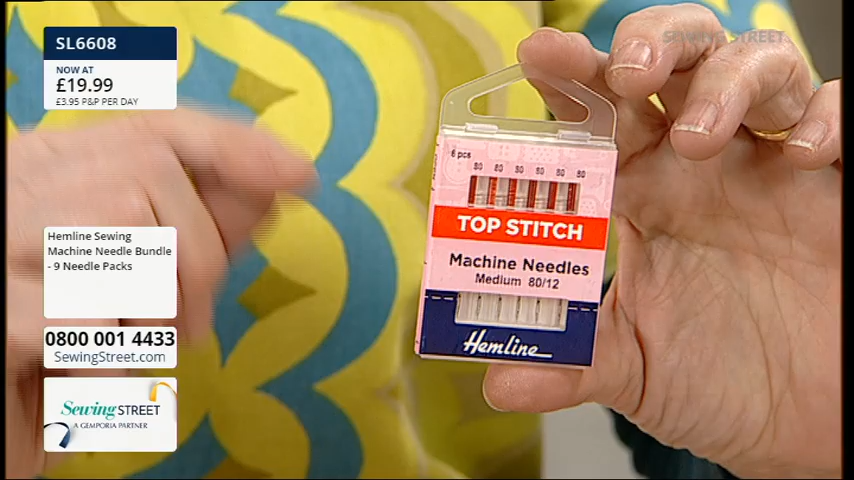 SL6608
NOW AT
£19.99
£3.95 P&P PER DAY
Hemline Sewing
Machine Needle Bundle
- 9 Needle Packs
0800 001 4433
SewingStreet.com
Sewing STREET
A GEMPORIA PARTNER
SEWING STREET
6 pcs
80 80 80 80 80 80
TOP STITCH
Machine Needles
Medium 80/12
Hemline